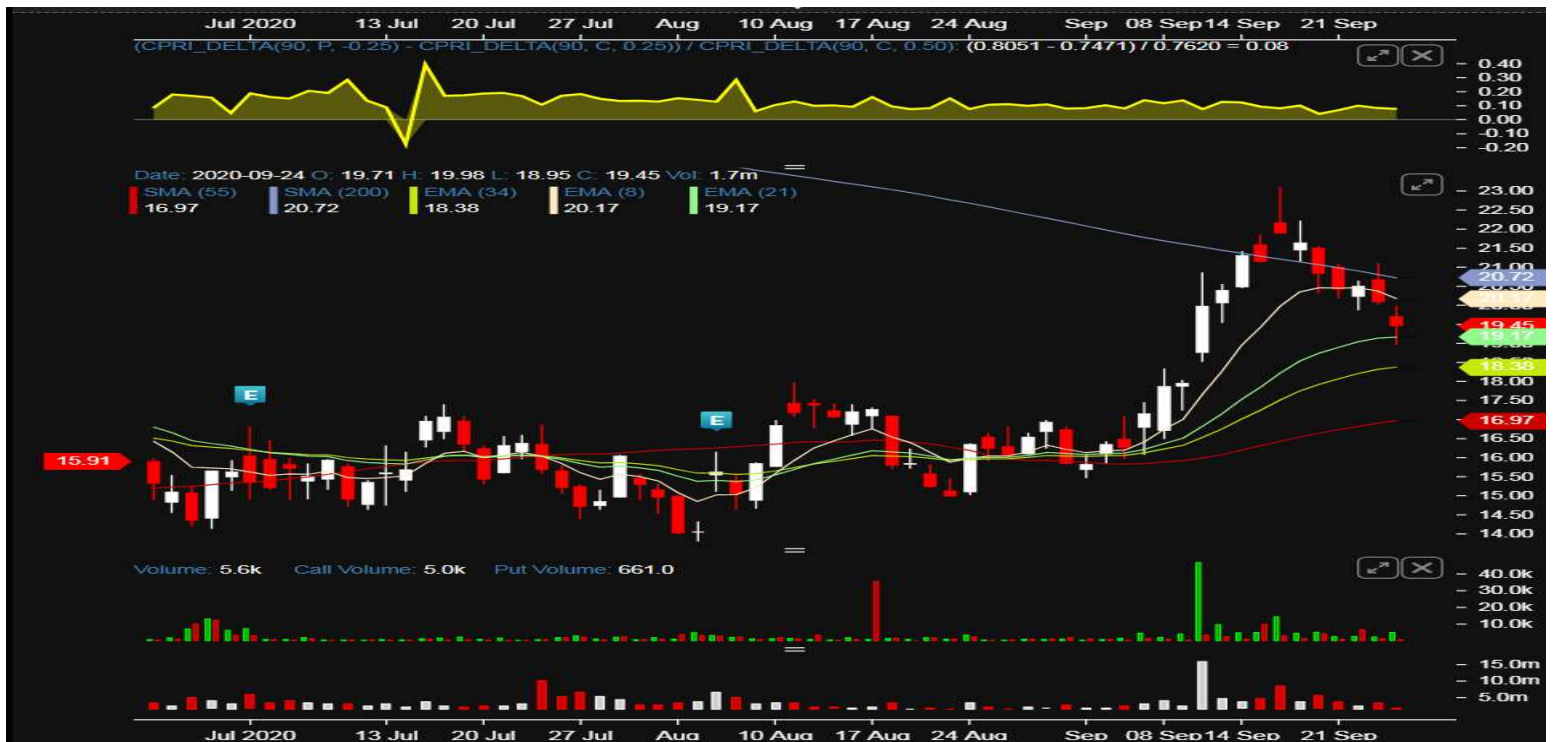 Jul 2020 13 Jul 20 Jul 27 Jul Aug 10 Aug 17 Aug 24 Aug Sep 08 Sep 14 Sep 21 Sep
(CPRI_DELTA(90, P, -0.25) - CPRI_DELTA(90, C, 0.25)) / CPRI_DELTA(90, C, 0.50): (0.8051 - 0.7471) / 0.7620 = 0.08
0.40
0.30
0.20
0.10
0.00
-0.10
-0.20
Date: 2020-09-24 O: 19.71 H: 19.98 L: 18.95 C: 19.45 Vol: 1.7m
SMA (55) SMA (200) EMA (34) EMA (8) EMA (21)
16.97 20.72 18.38 20.17 19.17
23.00
22.50
22.00
21.50
21.00
20.72
20.17
19.45
19.17
18.38
18.00
17.50
E
E
16.97
16.50
15.91
16.00
15.50
15.00
14.50
14.00
Volume: 5.6k Call Volume: 5.0k Put Volume: 661.0
40.0k
30.0k
20.0k
10.0k
15.0m
10.0m
5.0m
Jul 2020 13 Jul 20 Jul 27 Jul Aug 10 Aug 17 Aug 24 Aug Sep 08 Sep 14 Sep 21 Sep